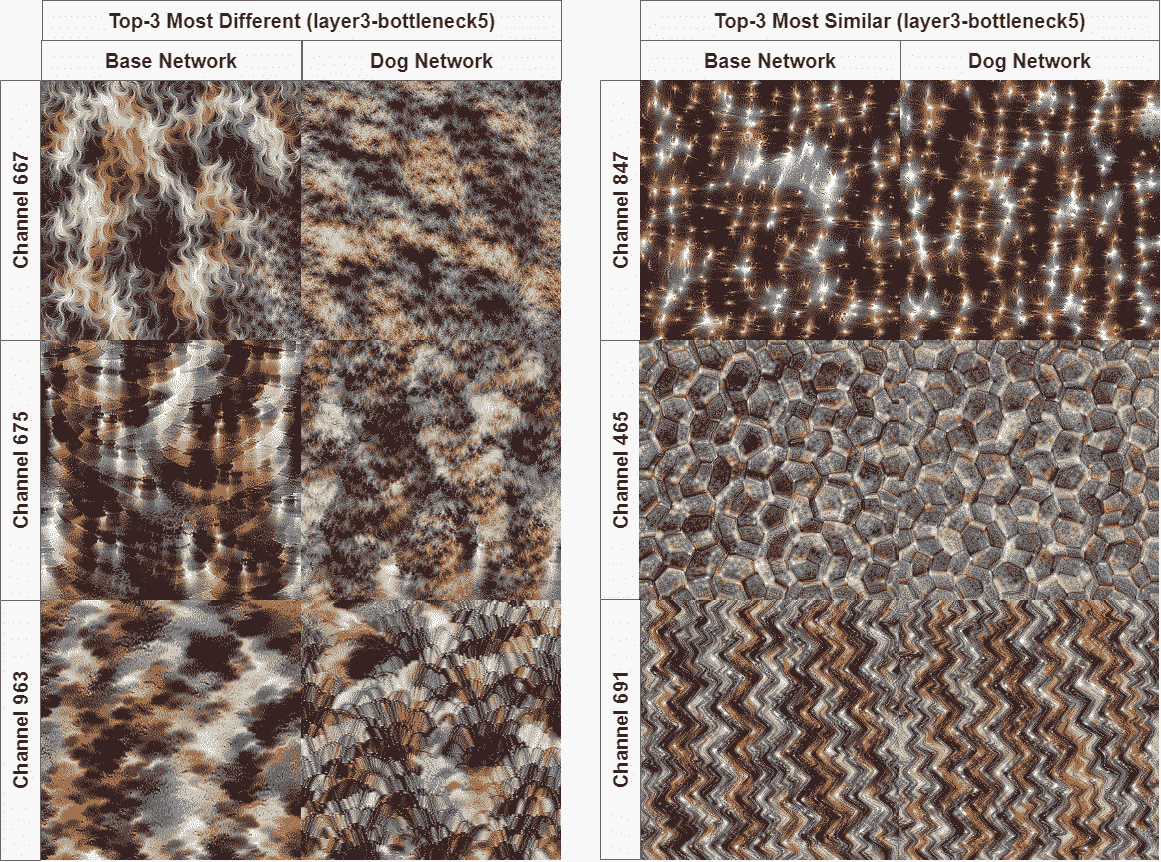 Top-3 Most Different (layer3-bottleneck5)
Base Network
Dog Network
Channel 667
Channel 675
Channel 963
Top-3 Most Similar (layer3-bottleneck5)
Base Network
Dog Network
Channel 847
Channel 465
Channel 691